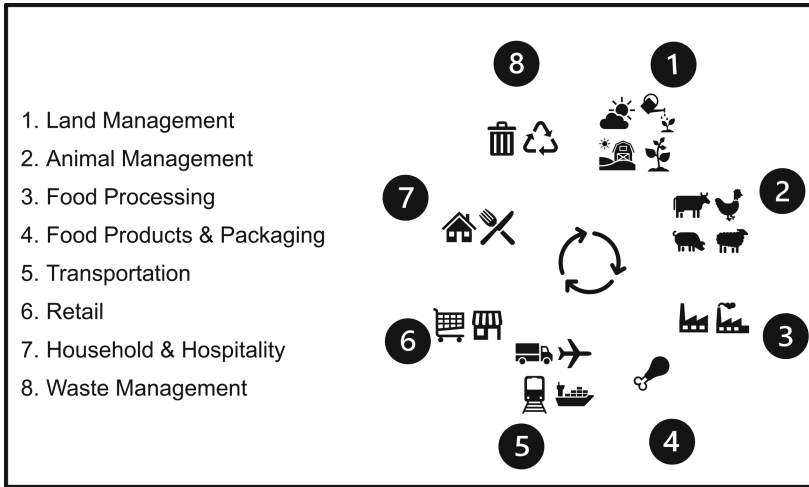 1. Land Management
2. Animal Management
3. Food Processing
4. Food Products & Packaging
5. Transportation
6. Retail
7. Household & Hospitality
8. Waste Management
8
1
2
7
3
6
4
5